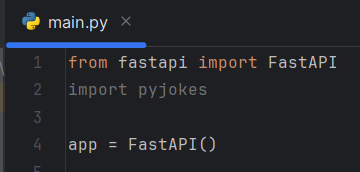 main.py
1 from fastapi import FastAPI
2 import pyjokes
3
4 app = FastAPI()